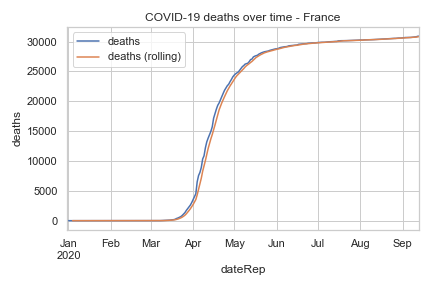 COVID-19 deaths over time - France
deaths
deaths (rolling)
30000
25000
20000
15000
10000
5000
0
deaths
Jan Feb Mar Apr May Jun Jul Aug Sep
2020
dateRep